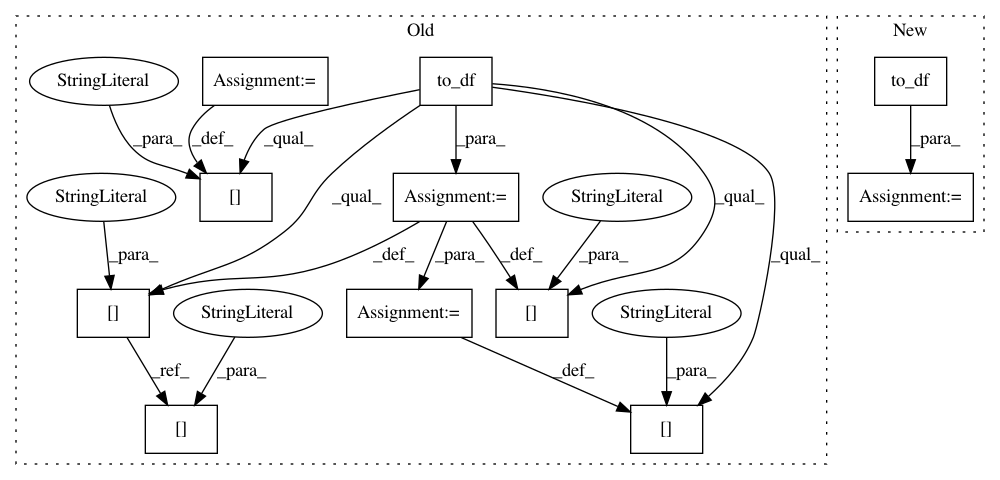 Old
New
StringLiteral
Assignment:=
to_df
to_df
_para_
_def_
_qual_
_para_
_para_
StringLiteral
[]
Assignment:=
StringLiteral
Assignment:=
_para_
_qual_
_def_
_para_
_def_
_para_
_qual_
_qual_
[]
StringLiteral
Assignment:=
[]
StringLiteral
_ref_
_para_
_def_
_para_
[]
[]